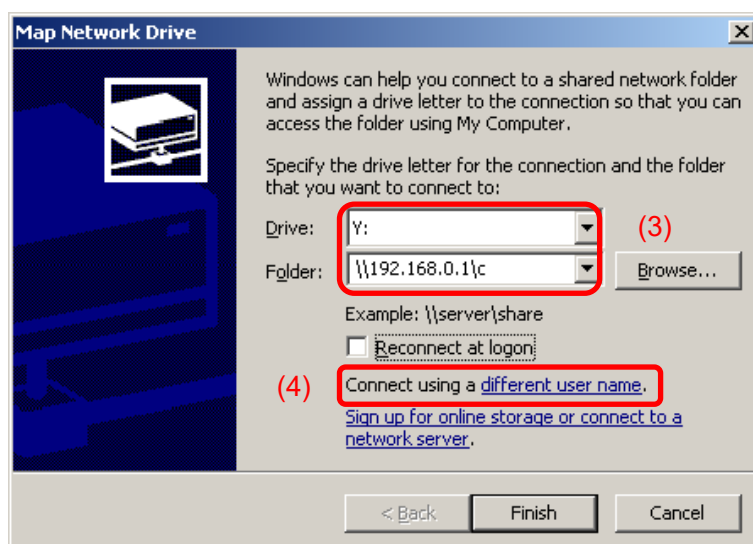 Map Network Drive
Windows can help you connect to a shared network folder
and assign a drive letter to the connection so that you can
access the folder using My Computer.
Specify the drive letter for the connection and the folder
that you want to connect to:
Drive: Y: (3)
Folder: \\192.168.0.1\c Browse...
Example: \\server\share
Reconnect at logon
(4) Connect using a different user name.
Sign up for online storage or connect to a
network server.
< Back Finish Cancel